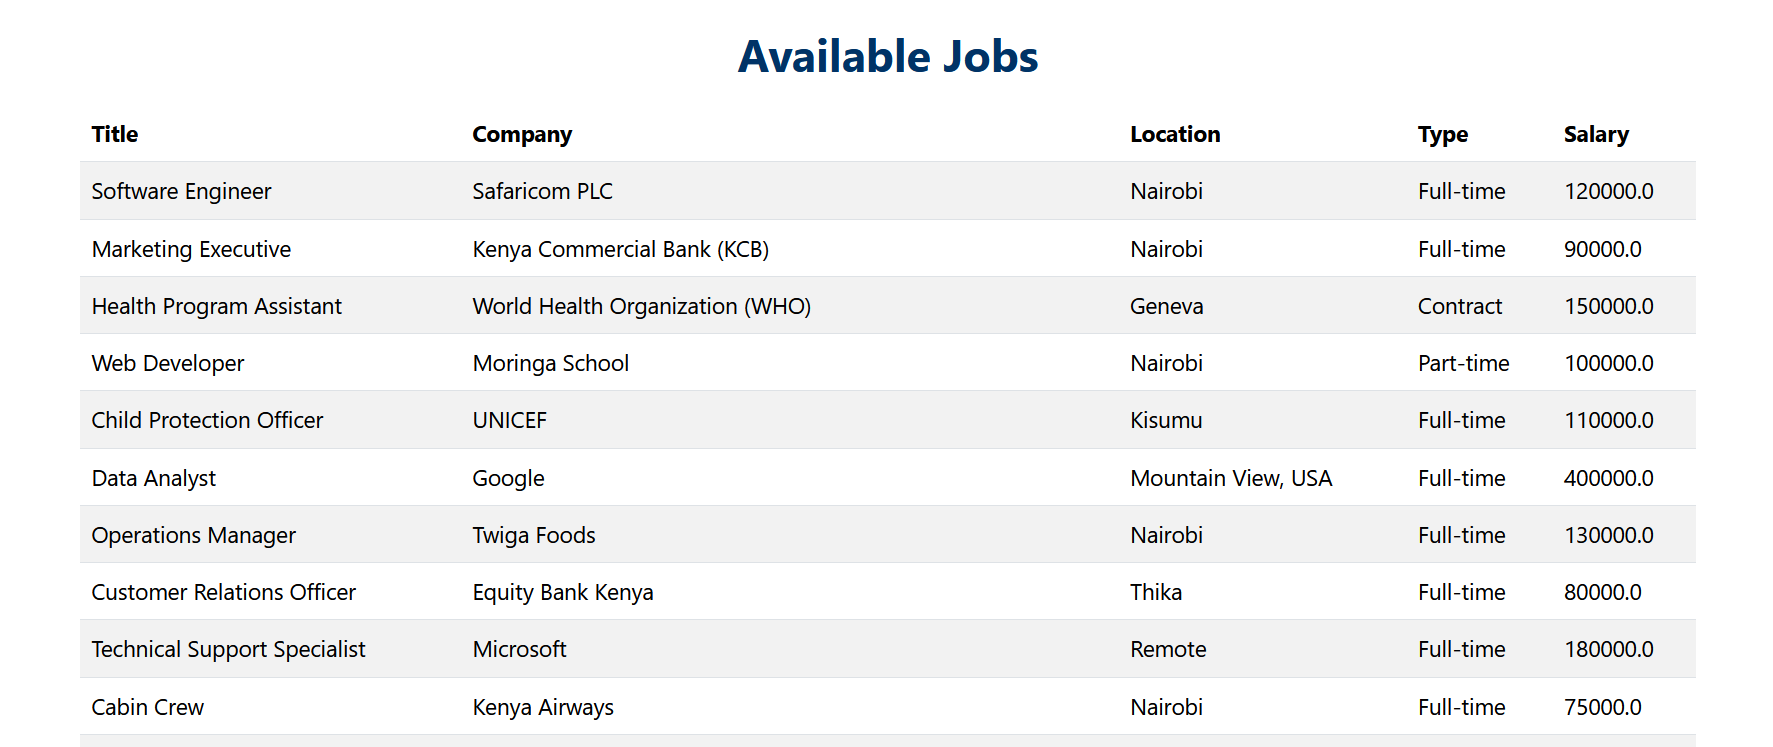 Available Jobs
Title Company Location Type Salary
Software Engineer Safaricom PLC Nairobi Full-time 120000.0
Marketing Executive Kenya Commercial Bank (KCB) Nairobi Full-time 90000.0
Health Program Assistant World Health Organization (WHO) Geneva Contract 150000.0
Web Developer Moringa School Nairobi Part-time 100000.0
Child Protection Officer UNICEF Kisumu Full-time 110000.0
Data Analyst Google Mountain View, USA Full-time 400000.0
Operations Manager Twiga Foods Nairobi Full-time 130000.0
Customer Relations Officer Equity Bank Kenya Thika Full-time 80000.0
Technical Support Specialist Microsoft Remote Full-time 180000.0
Cabin Crew Kenya Airways Nairobi Full-time 75000.0